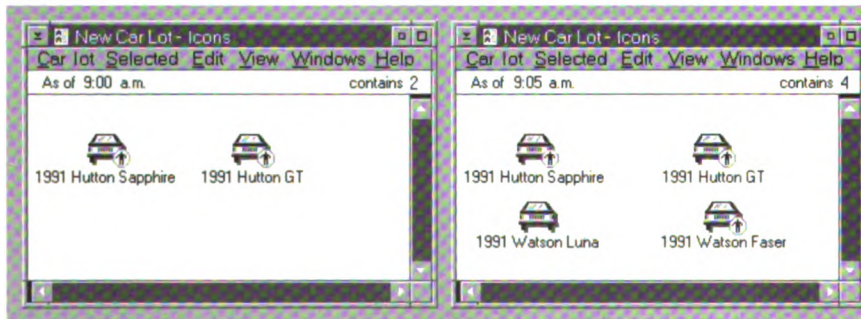 New Car Lot - Icons
Car lot Selected Edit View Windows Help
As of 9:00 a.m. contains 2
1991 Hutton Sapphire 1991 Hutton GT
New Car Lot - Icons
Car lot Selected Edit View Windows Help
As of 9:05 a.m. contains 4
1991 Hutton Sapphire 1991 Hutton GT
1991 Watson Luna 1991 Watson Faser